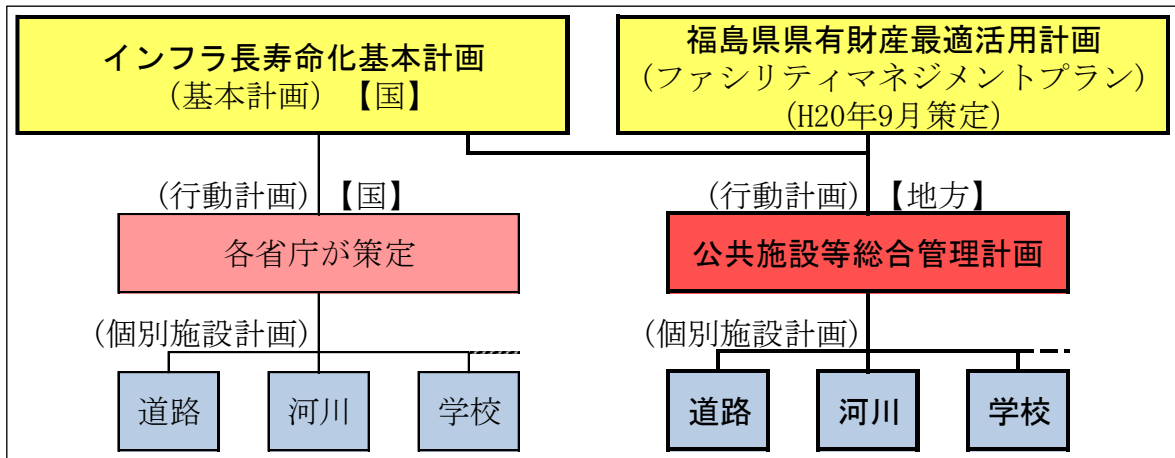 インフラ長寿命化基本計画
(基本計画)【国】
福島県県有財産最適活用計画
(ファシリティマネジメントプラン)
(H20年9月策定)
(行動計画)【国】
(行動計画)【地方】
各省庁が策定
公共施設等総合管理計画
(個別施設計画)
(個別施設計画)
道路
河川
学校
道路
河川
学校